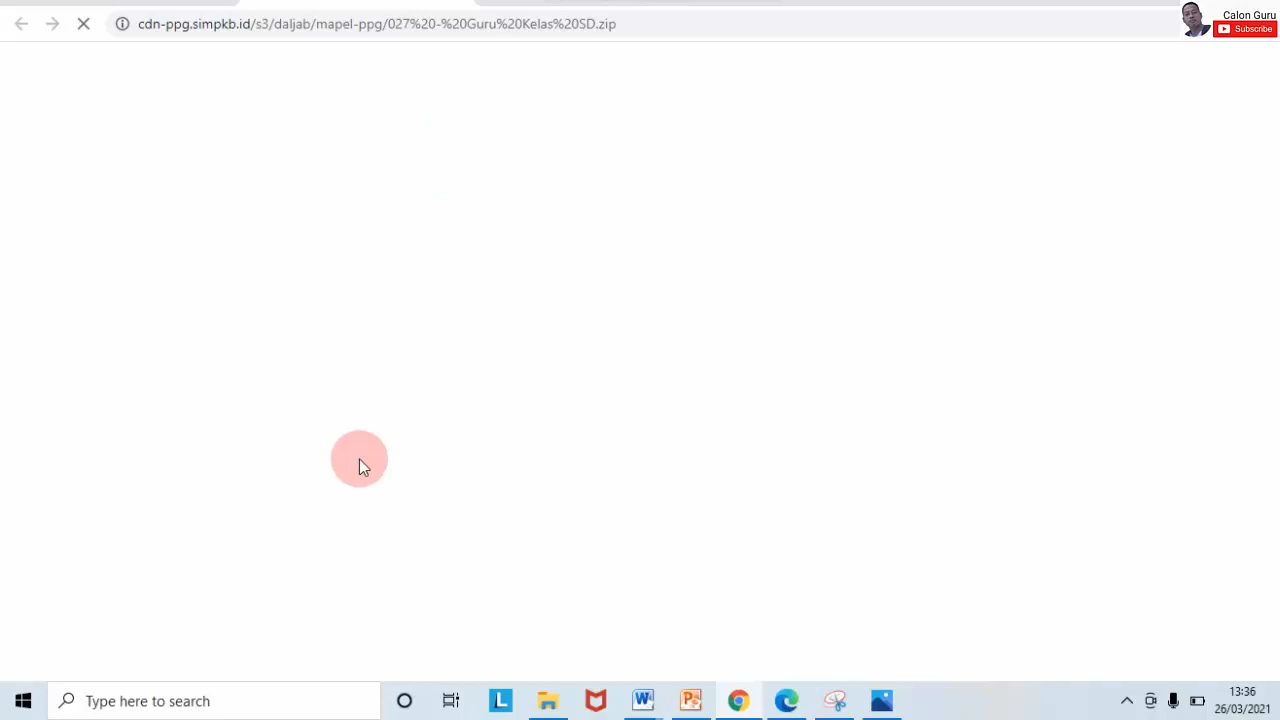 cdn-ppg.simpkb.id/s3/daljab/mapel-ppg/027%20-%20Guru%20Kelas%20SD.zip
Calon Guru
Subscribe
Type here to search
L
W
P
13:36
26/03/2021